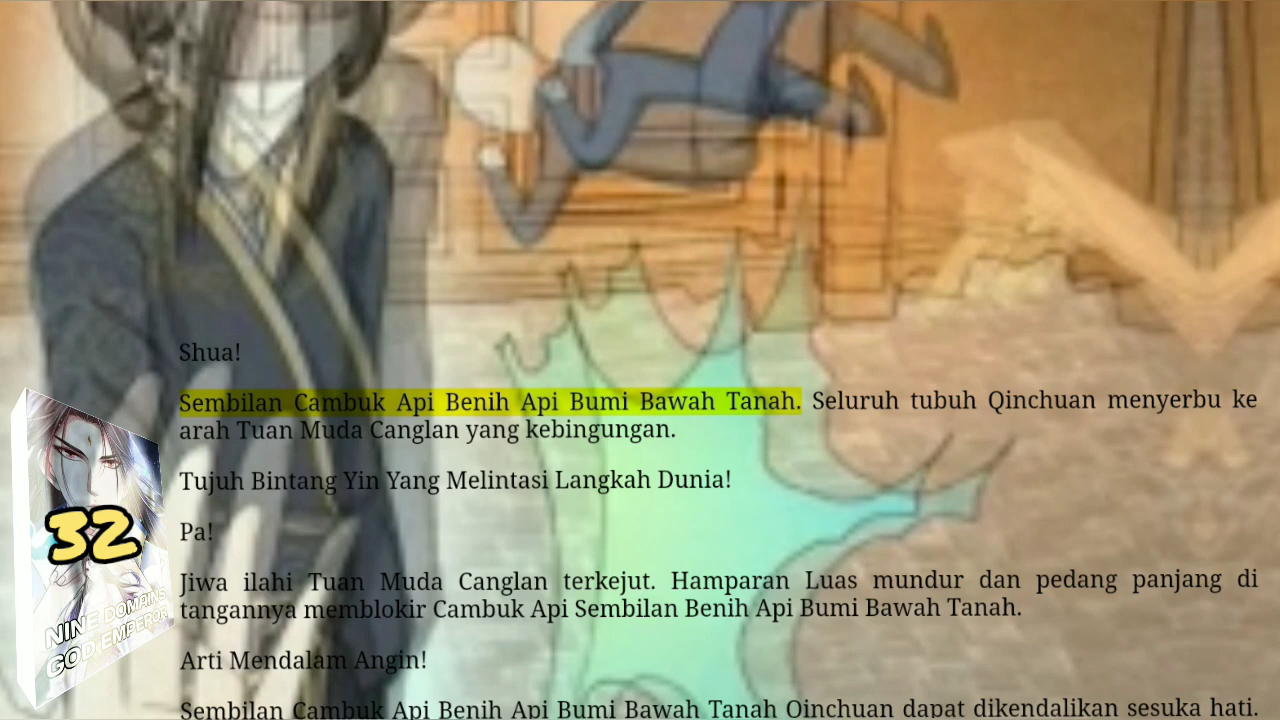 Shua!
Sembilan Cambuk Api Benih Api Bumi Bawah Tanah. Seluruh tubuh Qinchuan menyerbu ke
arah Tuan Muda Canglan yang kebingungan.
Tujuh Bintang Yin Yang Melintasi Langkah Dunia!
Pa!
Jiwa ilahi Tuan Muda Canglan terkejut. Hamparan Luas mundur dan pedang panjang di
tangannya memblokir Cambuk Api Sembilan Benih Api Bumi Bawah Tanah.
Arti Mendalam Angin!
Sembilan Cambuk Api Benih Api Bumi Bawah Tanah Qinchuan dapat dikendalikan sesuka hati.
32
NINE DOMAINS
GOD EMPEROR